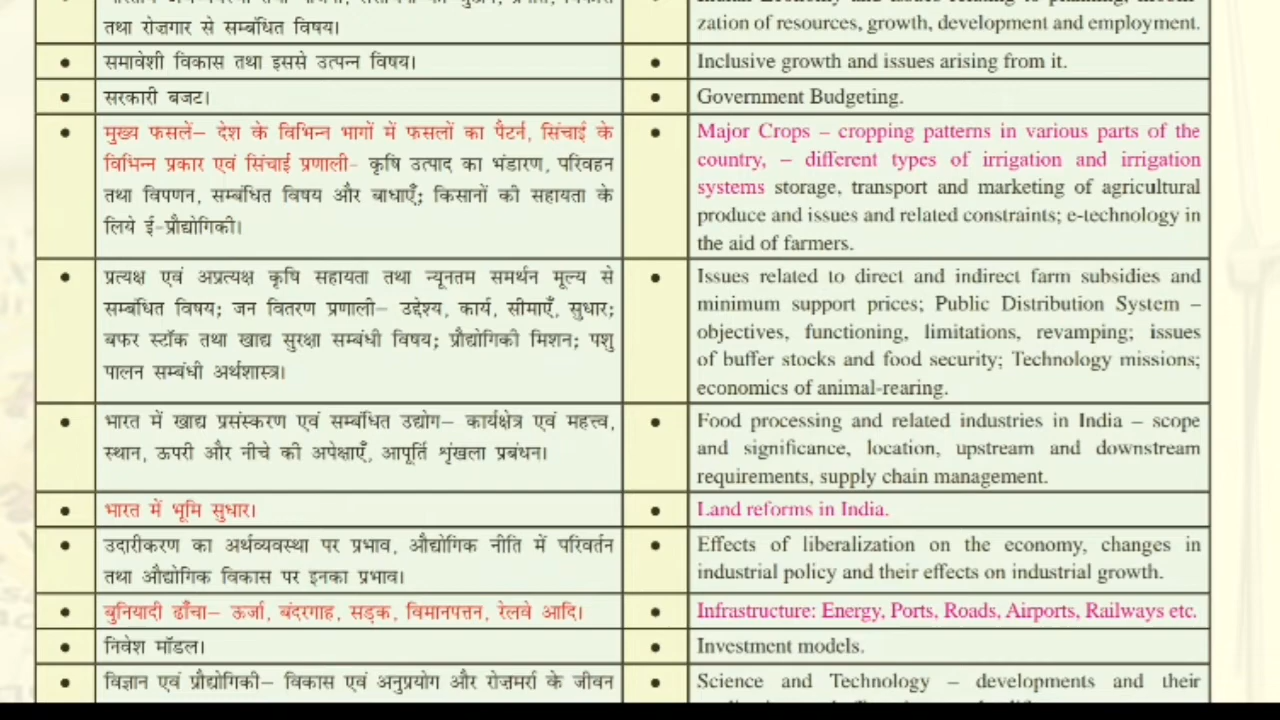 तथा रोज़गार से सम्बंधित विषय।
zation of resources, growth, development and employment.
• समावेशी विकास तथा इससे उत्पन्न विषय।
• Inclusive growth and issues arising from it.
• सरकारी बजट।
• Government Budgeting.
• मुख्य फसलें– देश के विभिन्न भागों में फसलों का पैटर्न, सिंचाई के
विभिन्न प्रकार एवं सिंचाई प्रणाली- कृषि उत्पाद का भंडारण, परिवहन
तथा विपणन, सम्बंधित विषय और बाधाएँ; किसानों की सहायता के
लिये ई-प्रौद्योगिकी।
• Major Crops – cropping patterns in various parts of the
country, – different types of irrigation and irrigation
systems storage, transport and marketing of agricultural
produce and issues and related constraints; e-technology in
the aid of farmers.
• प्रत्यक्ष एवं अप्रत्यक्ष कृषि सहायता तथा न्यूनतम समर्थन मूल्य से
सम्बंधित विषय; जन वितरण प्रणाली– उद्देश्य, कार्य, सीमाएँ, सुधार;
बफर स्टॉक तथा खाद्य सुरक्षा सम्बंधी विषय; प्रौद्योगिकी मिशन; पशु
पालन सम्बंधी अर्थशास्त्र।
• Issues related to direct and indirect farm subsidies and
minimum support prices; Public Distribution System –
objectives, functioning, limitations, revamping; issues
of buffer stocks and food security; Technology missions;
economics of animal-rearing.
• भारत में खाद्य प्रसंस्करण एवं सम्बंधित उद्योग– कार्यक्षेत्र एवं महत्त्व,
स्थान, ऊपरी और नीचे की अपेक्षाएँ, आपूर्ति शृंखला प्रबंधन।
• Food processing and related industries in India – scope
and significance, location, upstream and downstream
requirements, supply chain management.
• भारत में भूमि सुधार।
• Land reforms in India.
• उदारीकरण का अर्थव्यवस्था पर प्रभाव, औद्योगिक नीति में परिवर्तन
तथा औद्योगिक विकास पर इनका प्रभाव।
• Effects of liberalization on the economy, changes in
industrial policy and their effects on industrial growth.
• बुनियादी ढाँचा– ऊर्जा, बंदरगाह, सड़क, विमानपत्तन, रेलवे आदि।
• Infrastructure: Energy, Ports, Roads, Airports, Railways etc.
• निवेश मॉडल।
• Investment models.
• विज्ञान एवं प्रौद्योगिकी– विकास एवं अनुप्रयोग और रोज़मर्रा के जीवन
• Science and Technology – developments and their